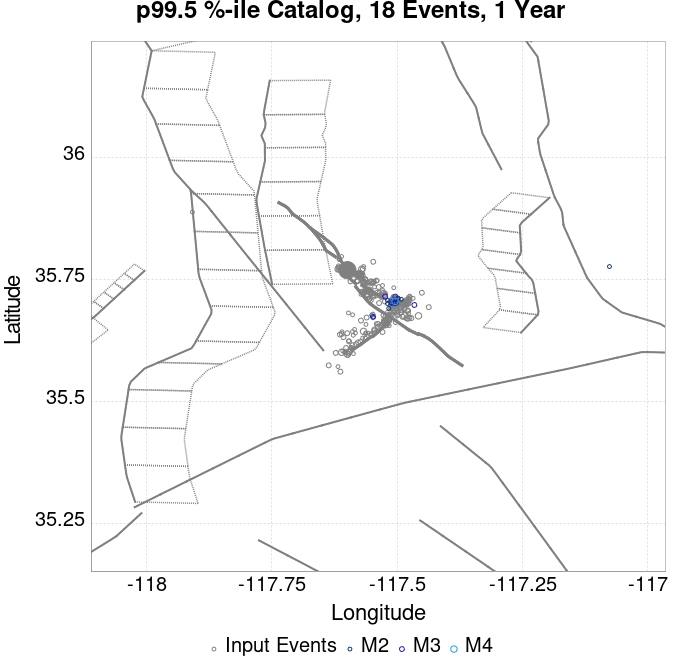 p99.5 %-ile Catalog, 18 Events, 1 Year
36
35.75
35.5
35.25
Latitude
-118
-117.75
-117.5
-117.25
-117
Longitude
Input Events M2 M3 M4